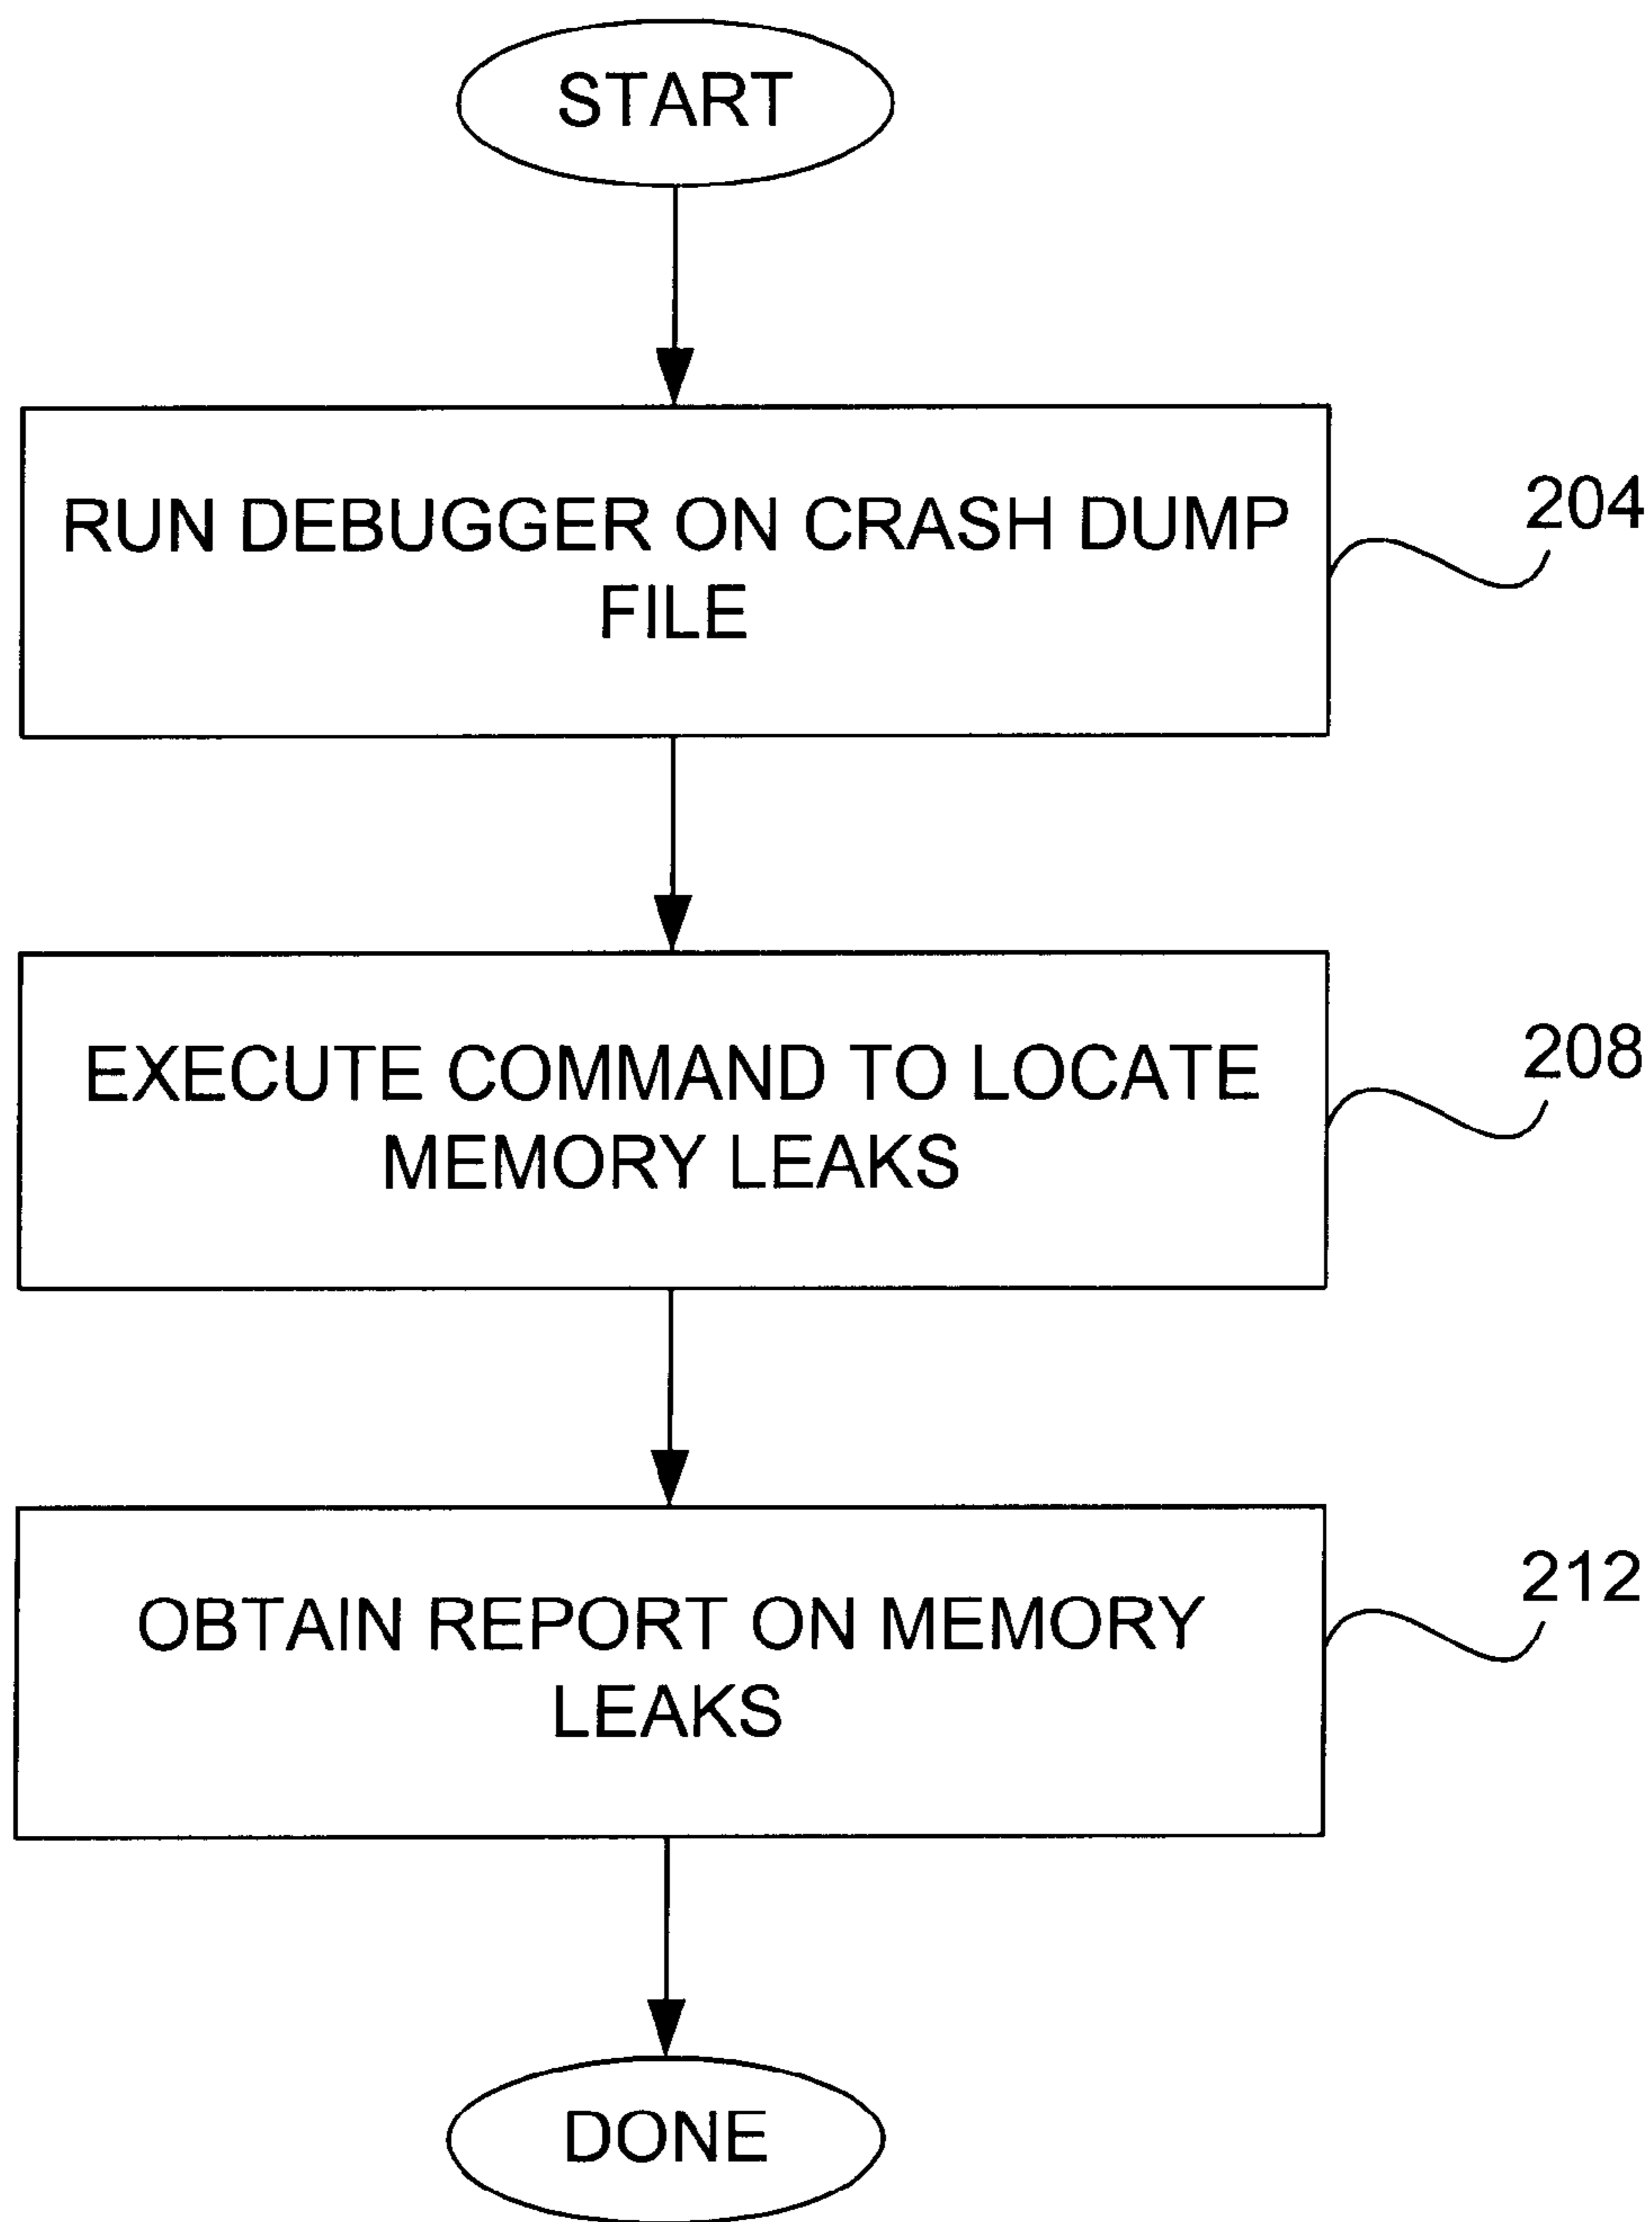 START
RUN DEBUGGER ON CRASH DUMP
FILE
204
EXECUTE COMMAND TO LOCATE
MEMORY LEAKS
208
OBTAIN REPORT ON MEMORY
LEAKS
212
DONE